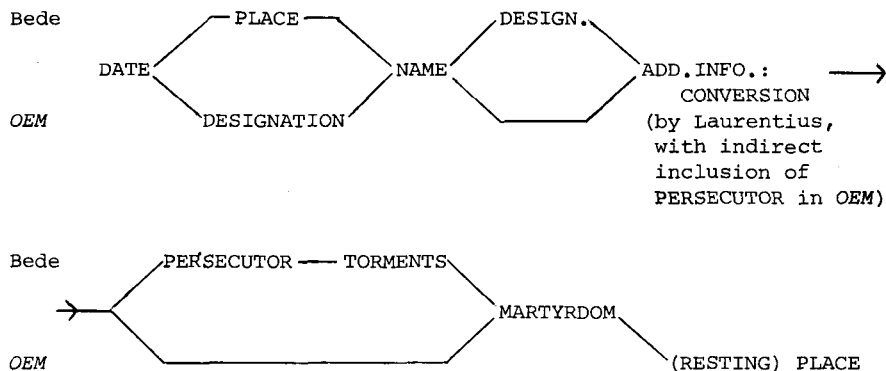 Bede PLACE DESIGN.
DATE NAME ADD.INFO.:
CONVERSION
OEM DESIGNATION (by Laurentius,
with indirect
inclusion of
PERSECUTOR in OEM)
Bede PERSECUTOR TORMENTS
MARTYRDOM
OEM (RESTING) PLACE